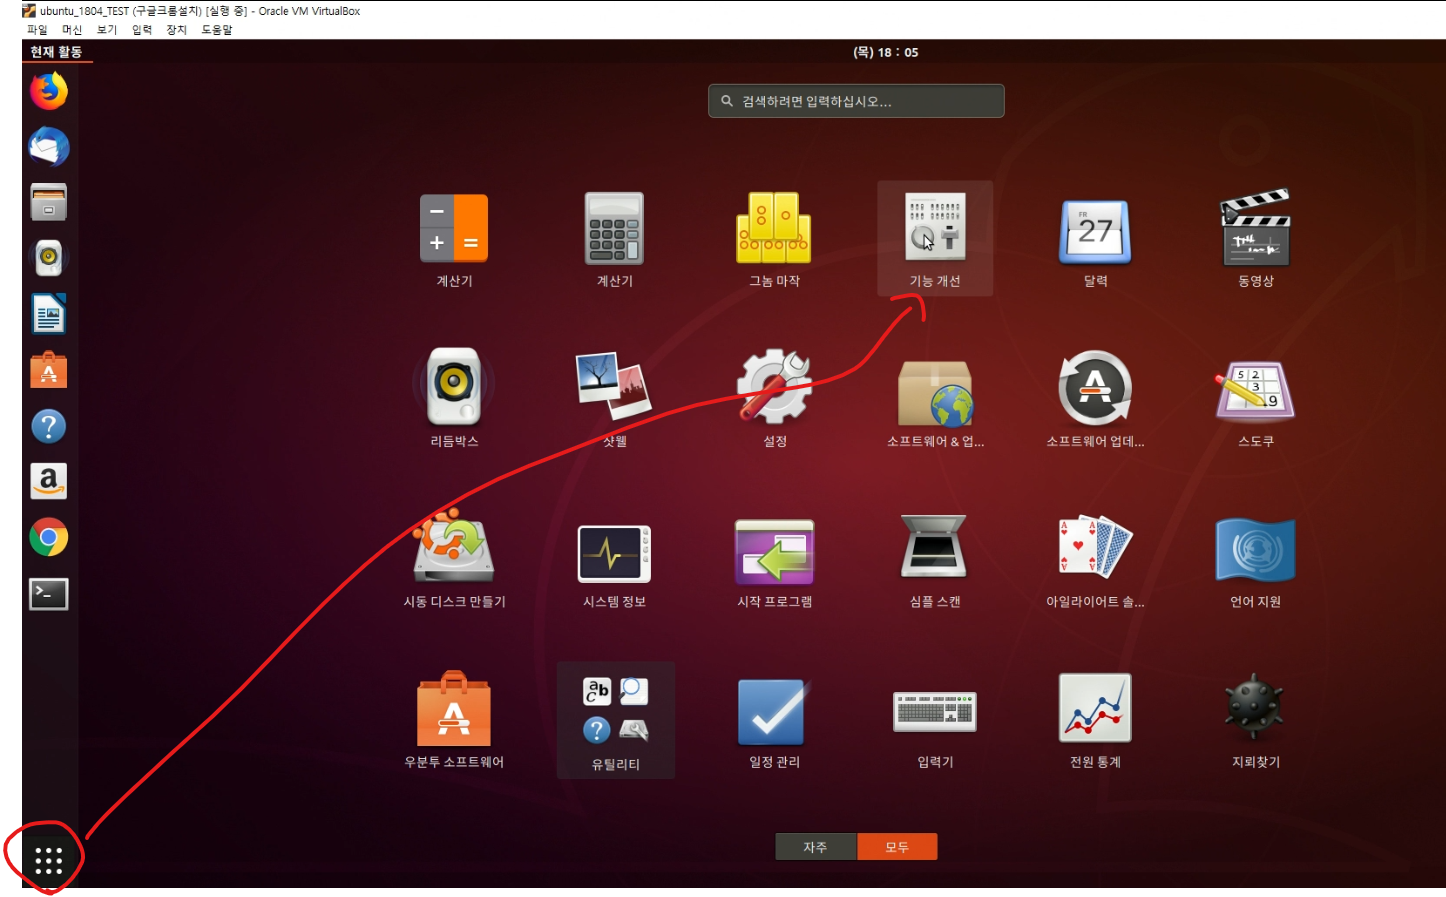 ubuntu_1804_TEST (구글크롬설치) [실행 중] - Oracle VM VirtualBox
파일 머신 보기 입력 장치 도움말
현재 활동
(목) 18 : 05
검색하려면 입력하십시오...
계산기 계산기 그놈 마작 기능 개선 달력 동영상
FR
27
리듬박스 샷웰 설정 소프트웨어 & 업... 소프트웨어 업데... 스도쿠
5 2
3
9
시동 디스크 만들기 시스템 정보 시작 프로그램 심플 스캔 아일라이어트 솔... 언어 지원
우분투 소프트웨어 유틸리티 일정 관리 입력기 전원 통계 지뢰찾기
자주 모두